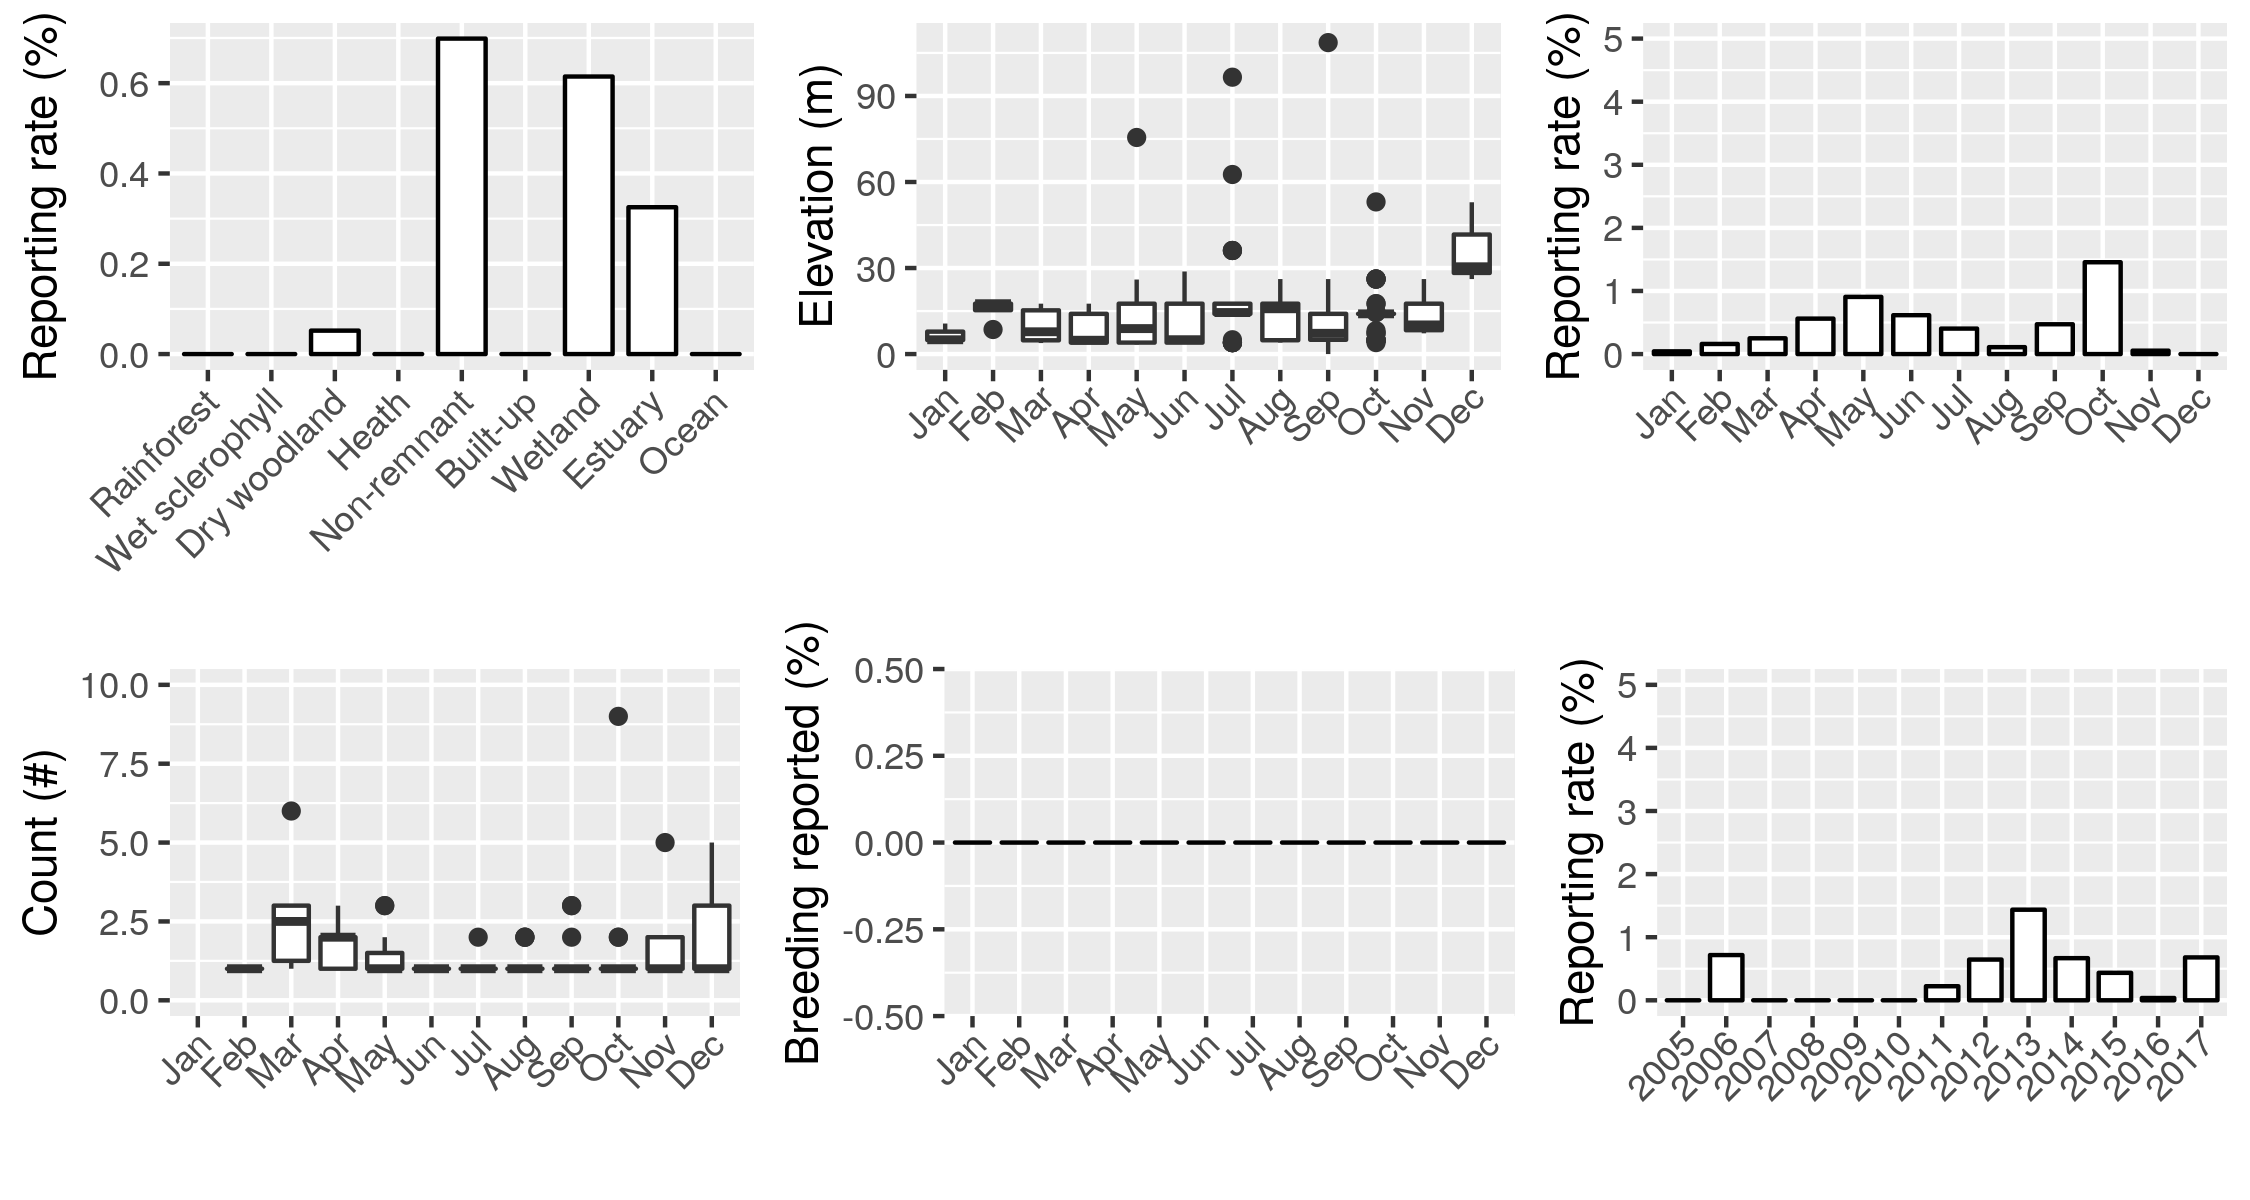 Reporting rate (%)
0.6
0.4
0.2
0.0
Rainforest
Wet sclerophyll
Dry woodland
Heath
Non-remnant
Built-up
Wetland
Estuary
Ocean
Elevation (m)
90
60
30
0
Jan
Feb
Mar
Apr
May
Jun
Jul
Aug
Sep
Oct
Nov
Dec
Reporting rate (%)
5
4
3
2
1
0
Jan
Feb
Mar
Apr
May
Jun
Jul
Aug
Sep
Oct
Nov
Dec
Count (#)
10.0
7.5
5.0
2.5
0.0
Jan
Feb
Mar
Apr
May
Jun
Jul
Aug
Sep
Oct
Nov
Dec
Breeding reported (%)
0.50
0.25
0.00
-0.25
-0.50
Jan
Feb
Mar
Apr
May
Jun
Jul
Aug
Sep
Oct
Nov
Dec
Reporting rate (%)
5
4
3
2
1
0
2005
2006
2007
2008
2009
2010
2011
2012
2013
2014
2015
2016
2017